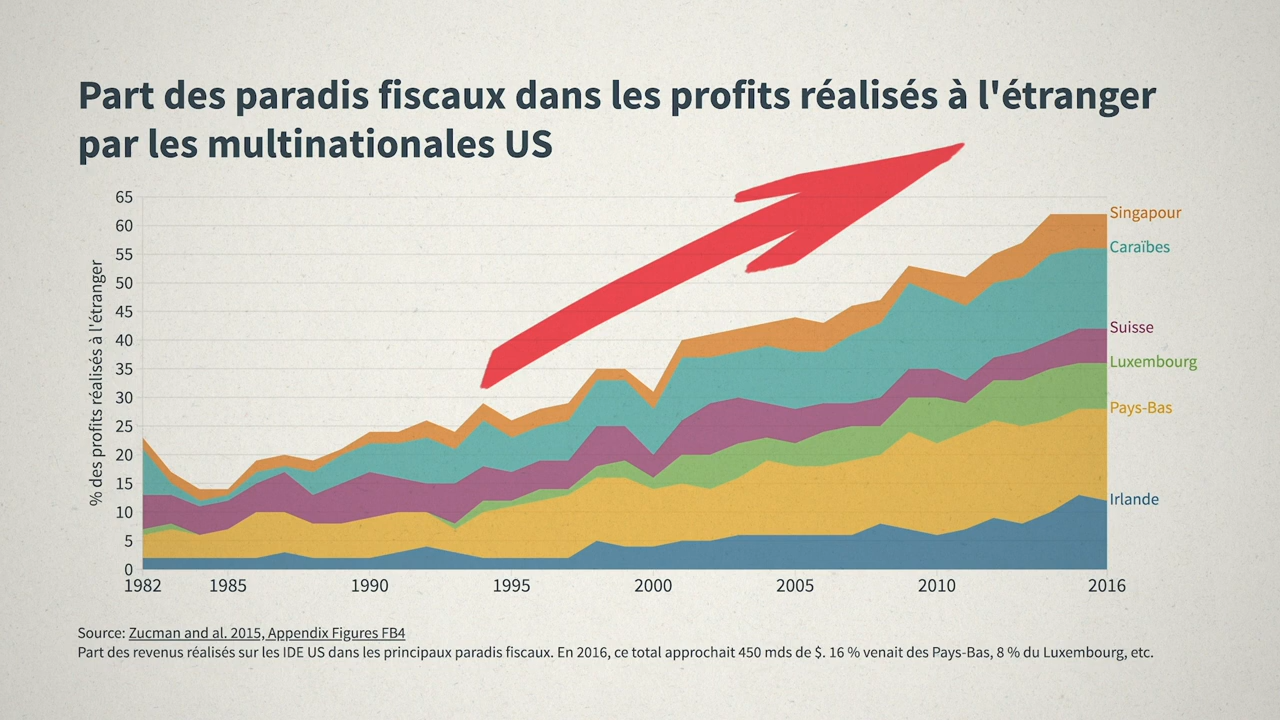 Part des paradis fiscaux dans les profits réalisés à l'étranger
par les multinationales US
% des profits réalisés à l'étranger
65
60
55
50
45
40
35
30
25
20
15
10
5
0
1982
1985
1990
1995
2000
2005
2010
2016
Singapour
Caraïbes
Suisse
Luxembourg
Pays-Bas
Irlande
Source: Zucman and al. 2015, Appendix Figures FB4
Part des revenus réalisés sur les IDE US dans les principaux paradis fiscaux. En 2016, ce total approchait 450 mds de $. 16 % venait des Pays-Bas, 8 % du Luxembourg, etc.